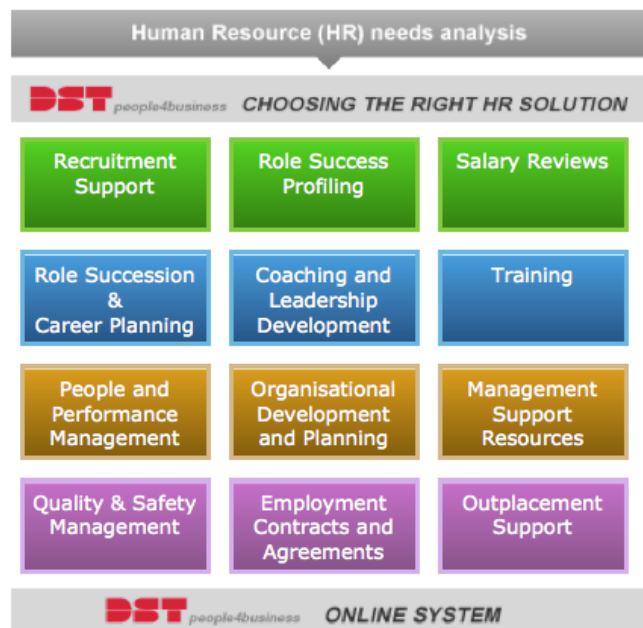 Human Resource (HR) needs analysis
DST people4business CHOOSING THE RIGHT HR SOLUTION
Recruitment
Support
Role Success
Profiling
Salary Reviews
Role Succession
&
Career Planning
Coaching and
Leadership
Development
Training
People and
Performance
Management
Organisational
Development
and Planning
Management
Support
Resources
Quality & Safety
Management
Employment
Contracts and
Agreements
Outplacement
Support
DST people4business ONLINE SYSTEM